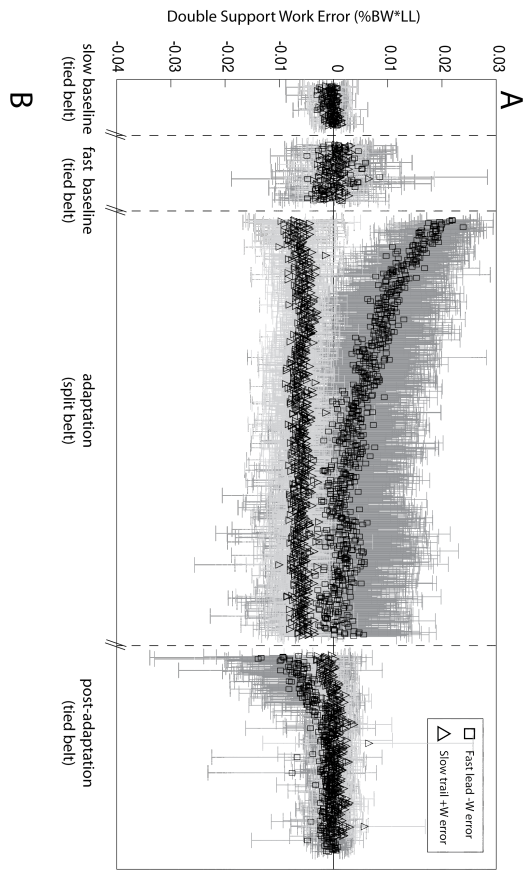 A
Double Support Work Error (%BW*LL)
0.03
0.02
0.01
0
-0.01
-0.02
-0.03
-0.04
Fast lead -W error
Slow trail +W error
slow baseline
(tied belt)
fast baseline
(tied belt)
adaptation
(split belt)
post-adaptation
(tied belt)
B